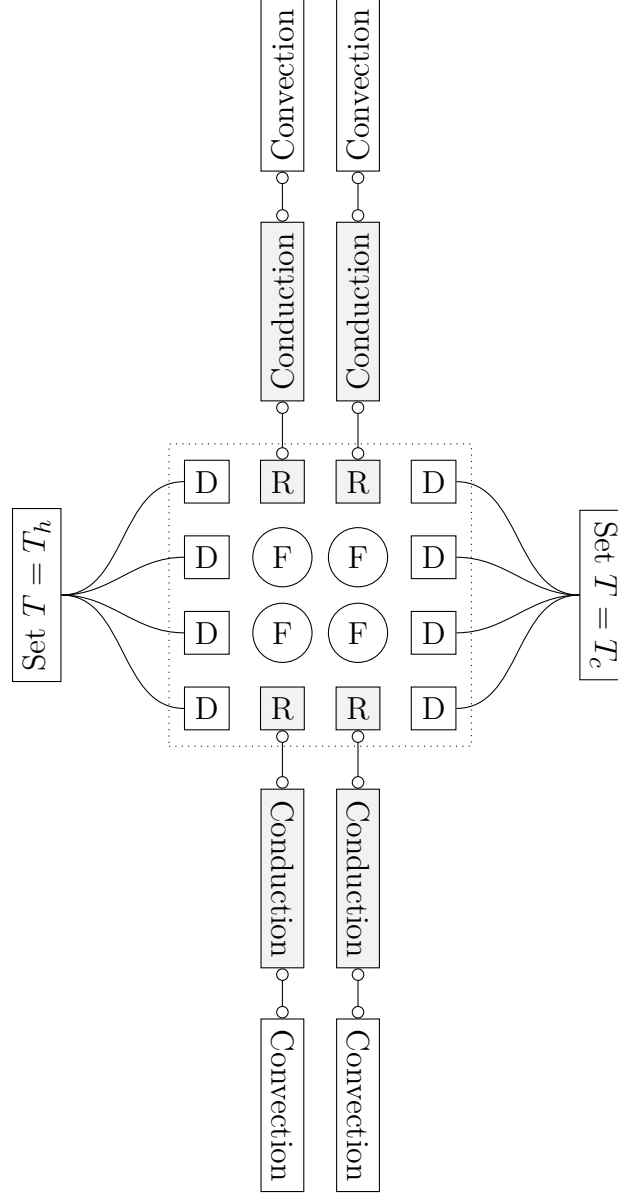 Convection Convection
Conduction Conduction
D R R D
Set T = T_h
D F F D
Set T = T_c
D F F D
D R R D
Conduction Conduction
Convection Convection